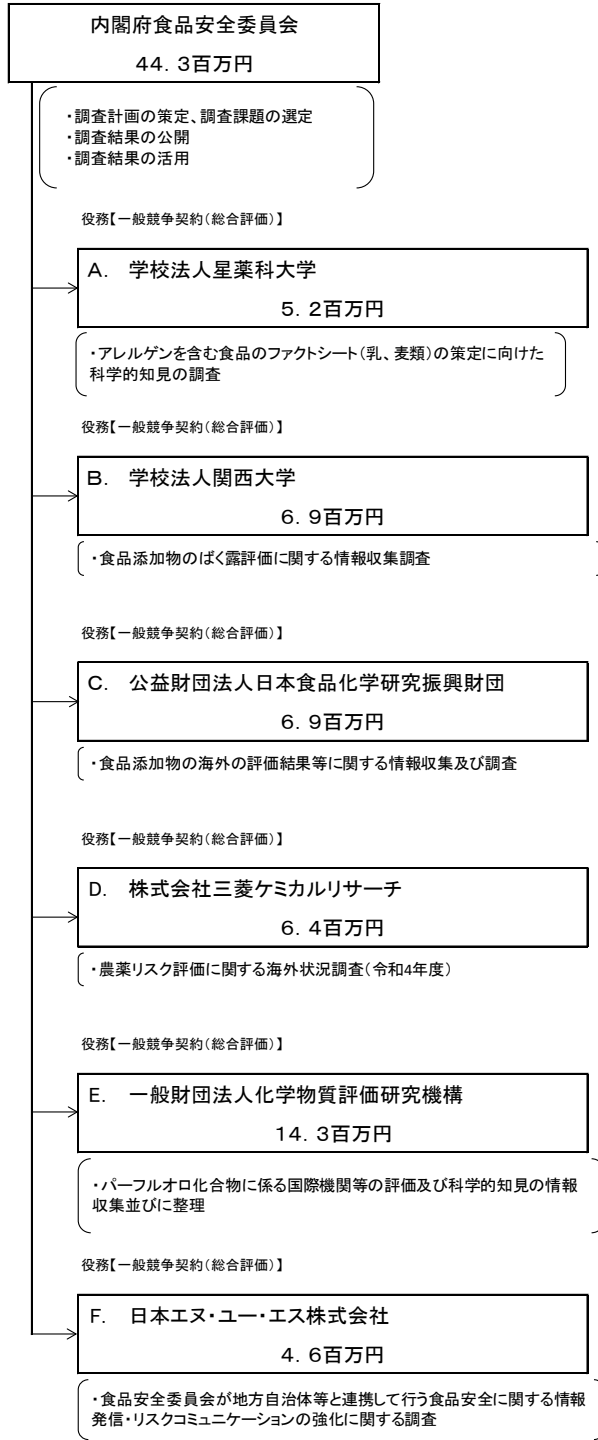 内閣府食品安全委員会
44.3百万円
・調査計画の策定、調査課題の選定
・調査結果の公開
・調査結果の活用
役務【一般競争契約(総合評価)】
A. 学校法人星薬科大学
5.2百万円
・アレルゲンを含む食品のファクトシート(乳、麦類)の策定に向けた
科学的知見の調査
役務【一般競争契約(総合評価)】
B. 学校法人関西大学
6.9百万円
・食品添加物のばく露評価に関する情報収集調査
役務【一般競争契約(総合評価)】
C. 公益財団法人日本食品化学研究振興財団
6.9百万円
・食品添加物の海外の評価結果等に関する情報収集及び調査
役務【一般競争契約(総合評価)】
D. 株式会社三菱ケミカルリサーチ
6.4百万円
・農薬リスク評価に関する海外状況調査(令和4年度)
役務【一般競争契約(総合評価)】
E. 一般財団法人化学物質評価研究機構
14.3百万円
・パーフルオロ化合物に係る国際機関等の評価及び科学的知見の情報
収集並びに整理
役務【一般競争契約(総合評価)】
F. 日本エヌ・ユー・エス株式会社
4.6百万円
・食品安全委員会が地方自治体等と連携して行う食品安全に関する情報
発信・リスクコミュニケーションの強化に関する調査